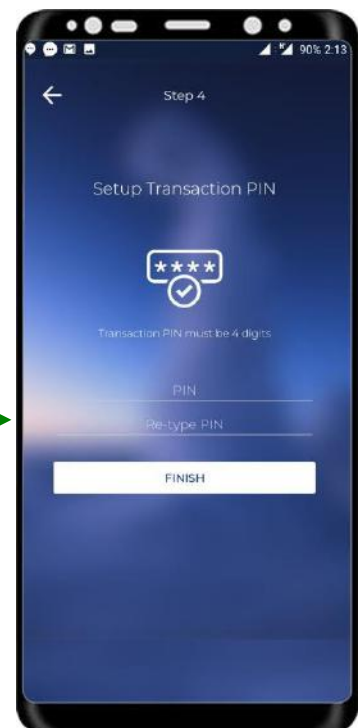 90% 2:13
Step 4
Setup Transaction PIN
****
Transaction PIN must be 4 digits
PIN
Re-type PIN
FINISH